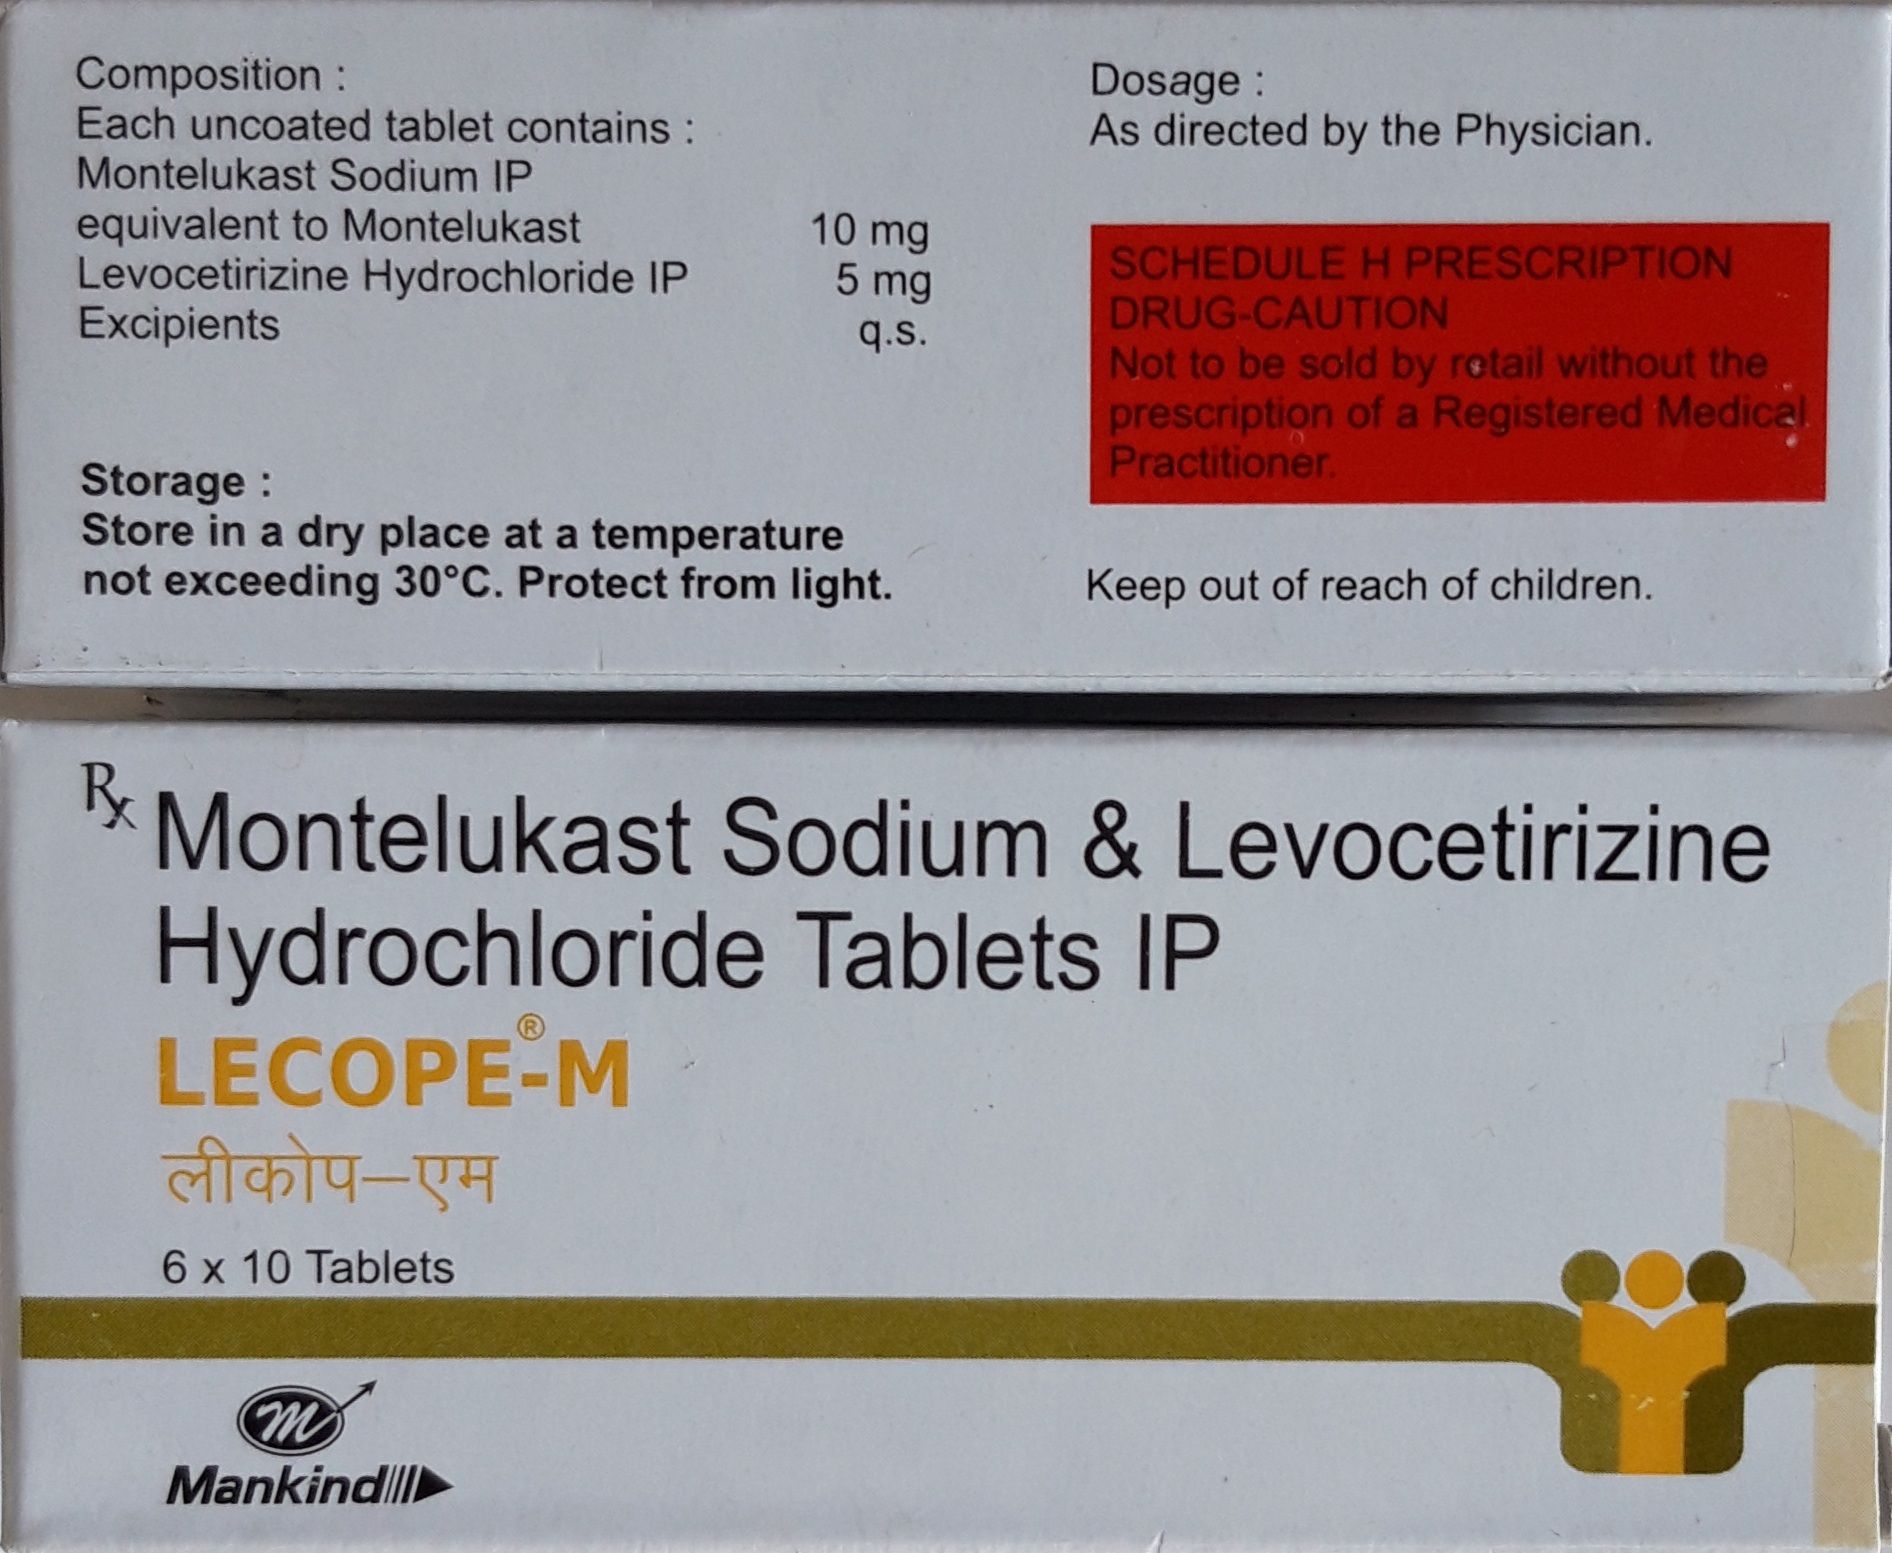 Composition :
Each uncoated tablet contains :
Montelukast Sodium IP
equivalent to Montelukast 10 mg
Levocetirizine Hydrochloride IP 5 mg
Excipients q.s.
Storage :
Store in a dry place at a temperature
not exceeding 30°C. Protect from light.
Dosage :
As directed by the Physician.
SCHEDULE H PRESCRIPTION
DRUG-CAUTION
Not to be sold by retail without the
prescription of a Registered Medical
Practitioner.
Keep out of reach of children.
Rx Montelukast Sodium & Levocetirizine
Hydrochloride Tablets IP
LECOPE®-M
लीकोप–एम
6 x 10 Tablets
m
Mankind